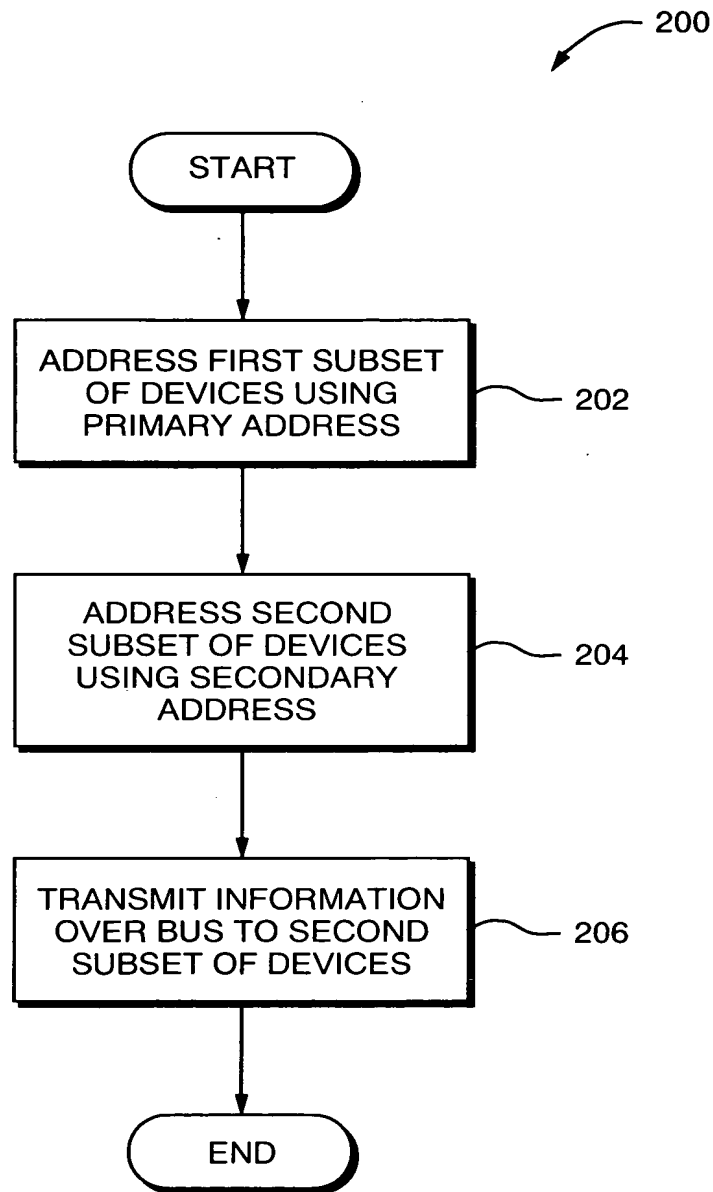 200
START
ADDRESS FIRST SUBSET
OF DEVICES USING
PRIMARY ADDRESS
202
ADDRESS SECOND
SUBSET OF DEVICES
USING SECONDARY
ADDRESS
204
TRANSMIT INFORMATION
OVER BUS TO SECOND
SUBSET OF DEVICES
206
END